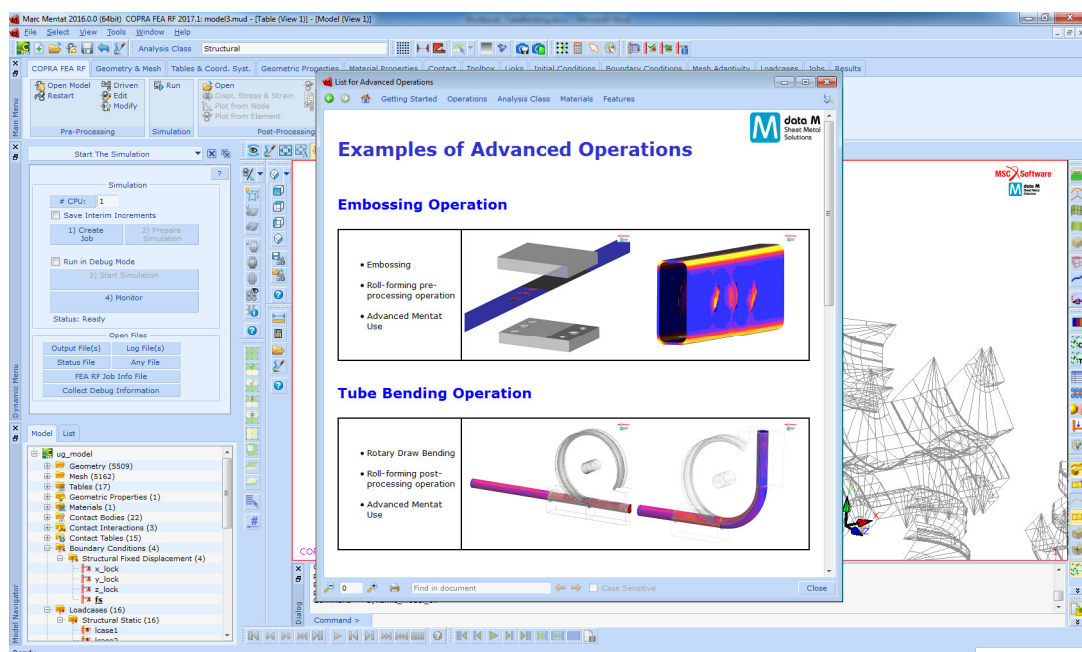 Marc Mentat 2016.0.0 (64bit) COPRA FEA RF 2017.1: model3.mud - [Table (View 1)] - [Model (View 1)]
File Select View Tools Window Help
Analysis Class Structural
COPRA FEA RF Geometry & Mesh Tables & Coord. Syst. Geometric Properties Material Properties Contact Toolbox Links Initial Conditions Boundary Conditions Mesh Adaptivity Loadcases Jobs Results
Open Model Driven Run Open
Restart Edit Displ, Stress & Strain
Modify Plot from Node
Plot from Element
Pre-Processing Simulation Post-Processing
Main Menu
Start The Simulation
?
Simulation
# CPU: 1
Save Interim Increments
1) Create Job
2) Prepare Simulation
Run in Debug Mode
3) Start Simulation
4) Monitor
Status: Ready
Open Files
Output File(s) Log File(s)
Status File Any File
FEA RF Job Info File
Collect Debug Information
Dynamic Menu
Model List
ug_model
Geometry (5509)
Mesh (5162)
Tables (17)
Geometric Properties (1)
Materials (1)
Contact Bodies (22)
Contact Interactions (3)
Contact Tables (15)
Boundary Conditions (4)
Structural Fixed Displacement (4)
x_lock
y_lock
z_lock
fs
Loadcases (16)
Structural Static (16)
lcase1
Model Navigator
List for Advanced Operations
Getting Started Operations Analysis Class Materials Features
data M
Sheet Metal
Solutions
Examples of Advanced Operations
Embossing Operation
• Embossing
• Roll-forming pre-
processing operation
• Advanced Mentat
Use
Tube Bending Operation
• Rotary Draw Bending
• Roll-forming post-
processing operation
• Advanced Mentat
Use
0 Find in document Case Sensitive Close
MSC Software
data M
Dialog
Command >